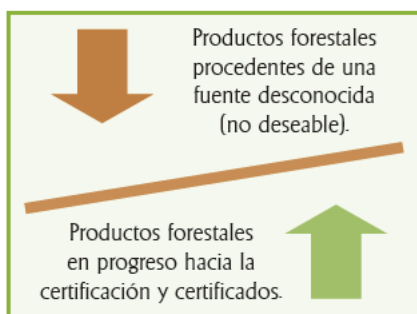 Productos forestales
procedentes de una
fuente desconocida
(no deseable).
Productos forestales
en progreso hacia la
certificación y certificados.